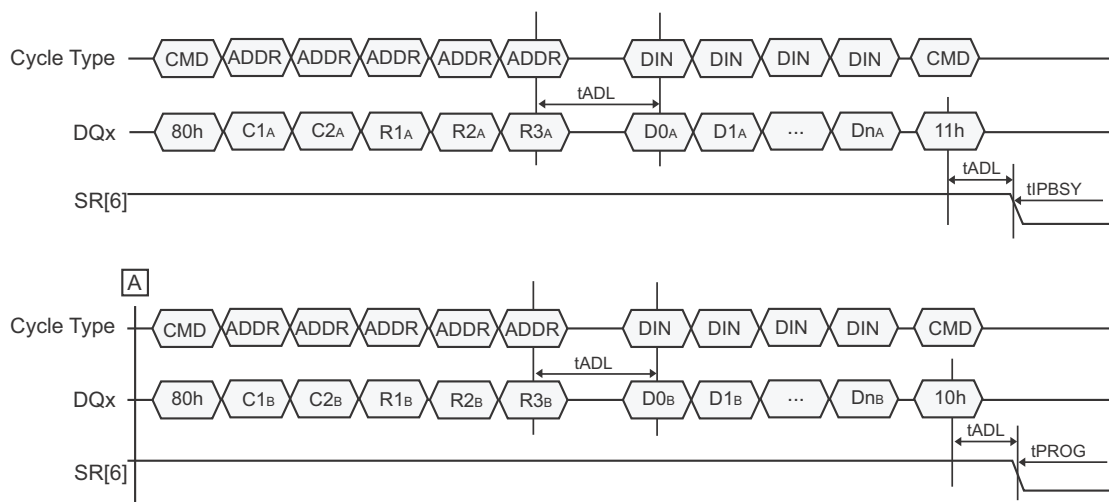 Cycle Type CMD ADDR ADDR ADDR ADDR ADDR DIN DIN DIN DIN CMD
tADL
DQx 80h C1A C2A R1A R2A R3A D0A D1A ... DnA 11h
tADL
SR[6] tIPBSY
A
Cycle Type CMD ADDR ADDR ADDR ADDR ADDR DIN DIN DIN DIN CMD
tADL
DQx 80h C1B C2B R1B R2B R3B D0B D1B ... DnB 10h
tADL
SR[6] tPROG